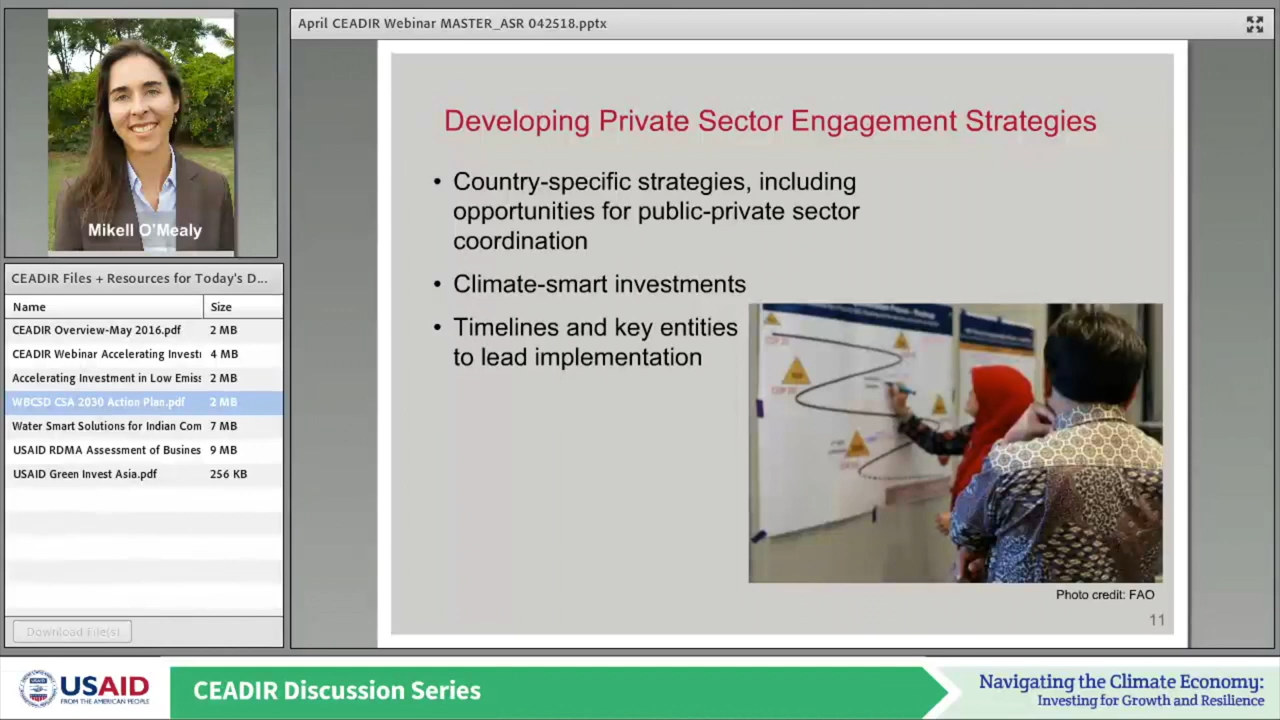 April CEADIR Webinar MASTER_ASR 042518.pptx
Mikell O'Mealy
CEADIR Files + Resources for Today's D...
Name Size
CEADIR Overview-May 2016.pdf 2 MB
CEADIR Webinar Accelerating Investi 4 MB
Accelerating Investment in Low Emiss 2 MB
WBCSD CSA 2030 Action Plan.pdf 2 MB
Water Smart Solutions for Indian Com 7 MB
USAID RDMA Assessment of Busines 9 MB
USAID Green Invest Asia.pdf 256 KB
Download File(s)
Developing Private Sector Engagement Strategies
• Country-specific strategies, including
opportunities for public-private sector
coordination
• Climate-smart investments
• Timelines and key entities
to lead implementation
Photo credit: FAO
11
USAID
FROM THE AMERICAN PEOPLE
CEADIR Discussion Series
Navigating the Climate Economy:
Investing for Growth and Resilience